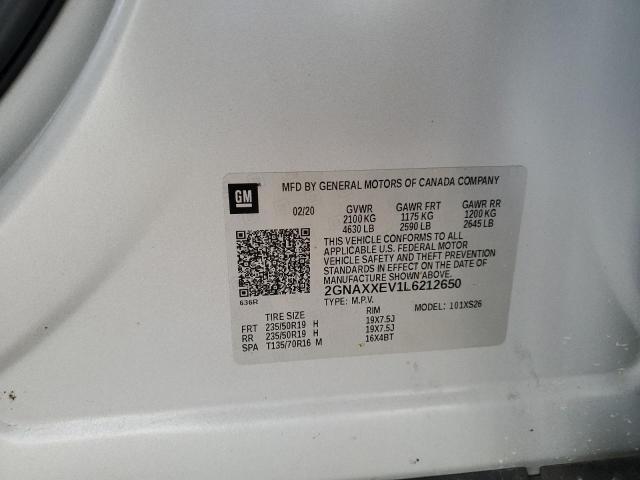 GM
MFD BY GENERAL MOTORS OF CANADA COMPANY
02/20 GVWR GAWR FRT GAWR RR
2100 KG 1175 KG 1200 KG
4630 LB 2590 LB 2645 LB
THIS VEHICLE CONFORMS TO ALL
APPLICABLE U.S. FEDERAL MOTOR
VEHICLE SAFETY AND THEFT PREVENTION
STANDARDS IN EFFECT ON THE DATE OF
MANUFACTURE SHOWN ABOVE.
2GNAXXEV1L6212650
636R TYPE: M.P.V. MODEL: 101XS26
TIRE SIZE RIM
FRT 235/50R19 H 19X7.5J
RR 235/50R19 H 19X7.5J
SPA T135/70R16 M 16X4BT